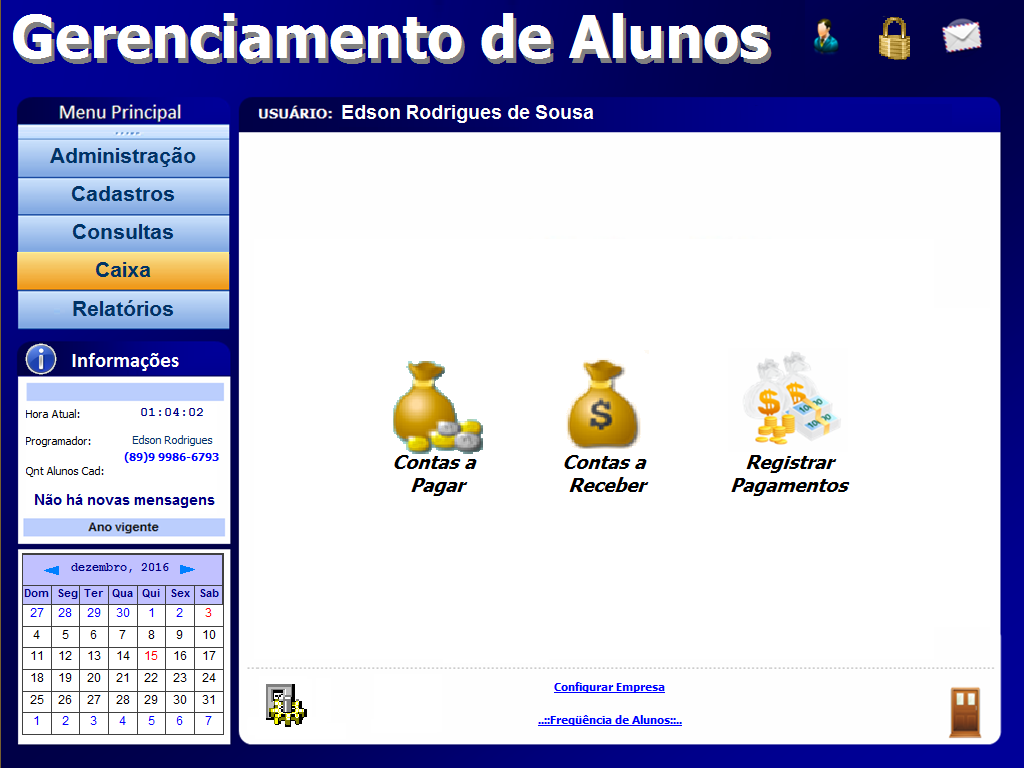 Gerenciamento de Alunos
Menu Principal
Administração
Cadastros
Consultas
Caixa
Relatórios
USUÁRIO: Edson Rodrigues de Sousa
Contas a
Pagar
Contas a
Receber
Registrar
Pagamentos
Informações
Hora Atual: 01:04:02
Programador: Edson Rodrigues
(89)9 9986-6793
Qnt Alunos Cad:
Não há novas mensagens
Ano vigente
dezembro, 2016
Dom Seg Ter Qua Qui Sex Sab
27 28 29 30 1 2 3
4 5 6 7 8 9 10
11 12 13 14 15 16 17
18 19 20 21 22 23 24
25 26 27 28 29 30 31
1 2 3 4 5 6 7
Configurar Empresa
..::Freqüência de Alunos::..